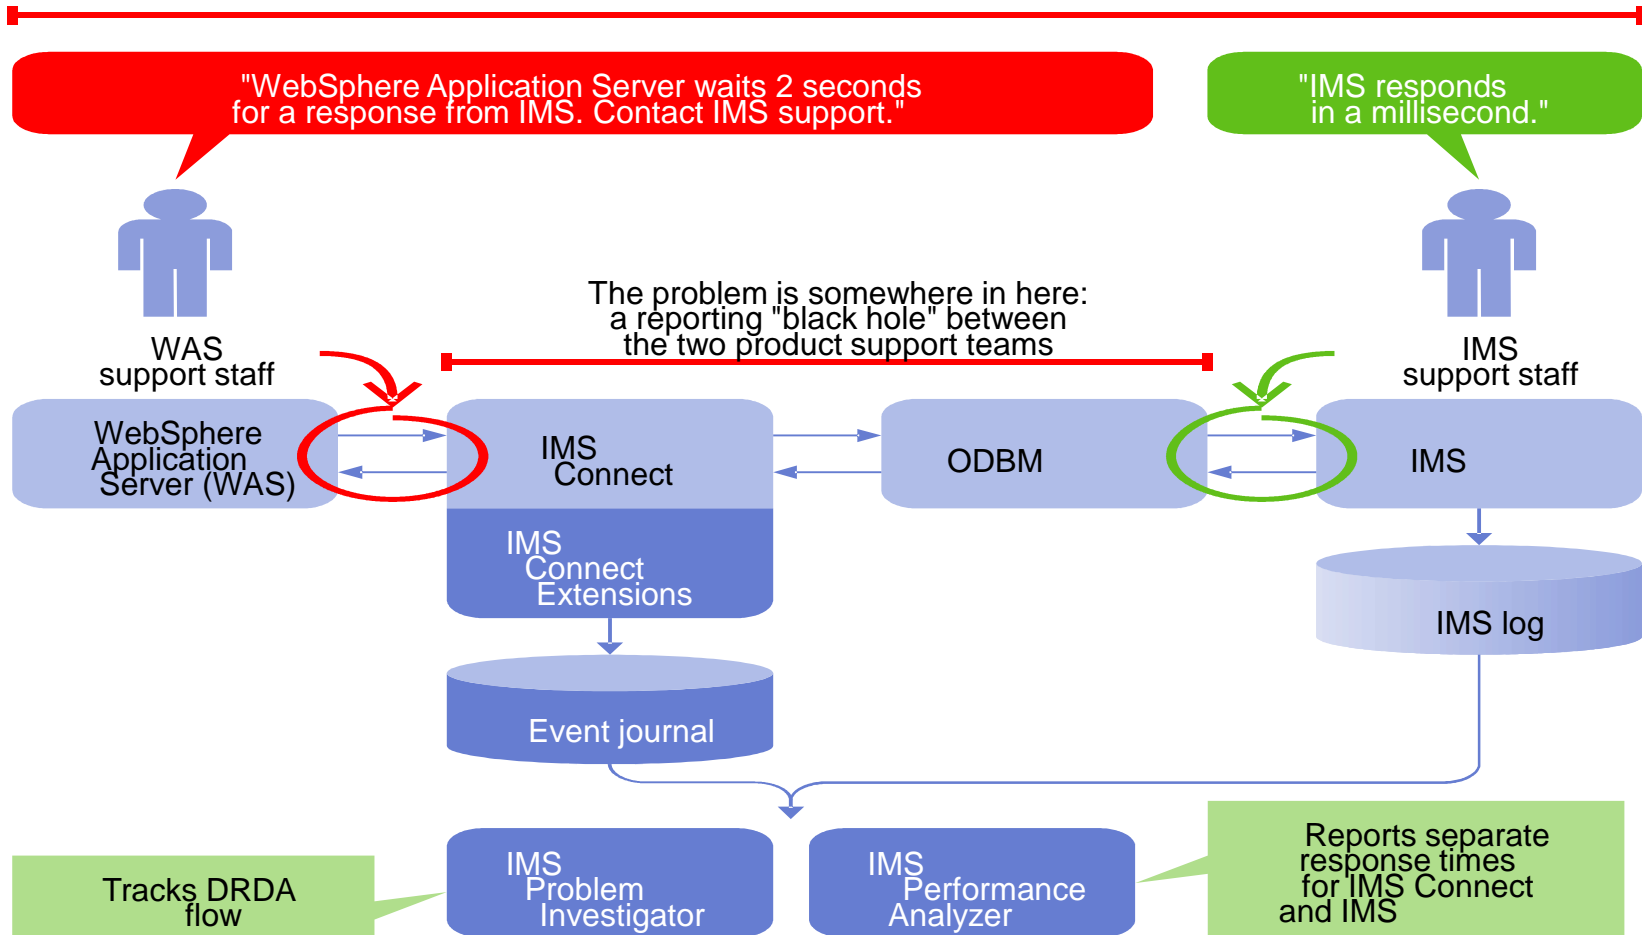 "WebSphere Application Server waits 2 seconds
for a response from IMS. Contact IMS support."
"IMS responds
in a millisecond."
The problem is somewhere in here:
a reporting "black hole" between
the two product support teams
WAS
support staff
IMS
support staff
WebSphere
Application
Server (WAS)
IMS
Connect
ODBM
IMS
IMS
Connect
Extensions
IMS log
Event journal
Tracks DRDA
flow
IMS
Problem
Investigator
IMS
Performance
Analyzer
Reports separate
response times
for IMS Connect
and IMS